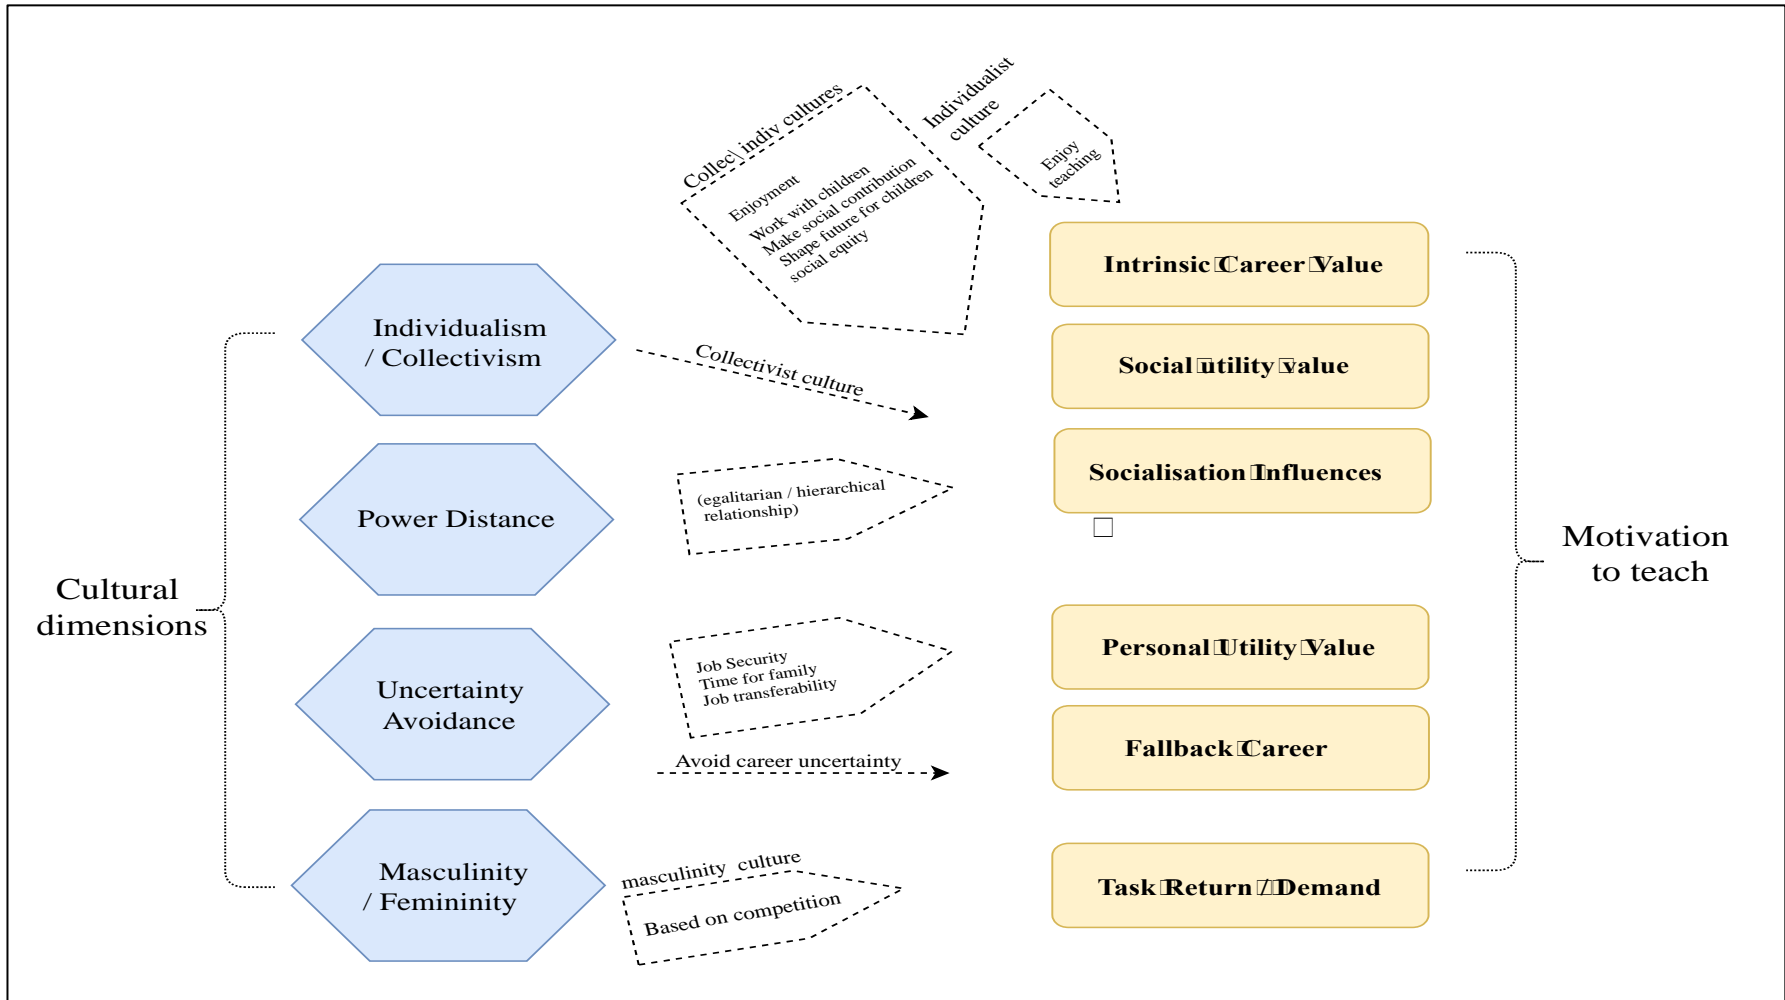 Cultural
dimensions
Individualism
/ Collectivism
Power Distance
Uncertainty
Avoidance
Masculinity
/ Femininity
Collec\ indiv cultures
Enjoyment
Work with children
Make social contribution
Shape future for children
social equity
Individualist
culture
Enjoy
teaching
Collectivist culture
(egalitarian / hierarchical
relationship)
Job Security
Time for family
Job transferability
Avoid career uncertainty
masculinity culture
Based on competition
Intrinsic Career Value
Social utility value
Socialisation Influences
Personal Utility Value
Fallback Career
Task Return / Demand
Motivation
to teach